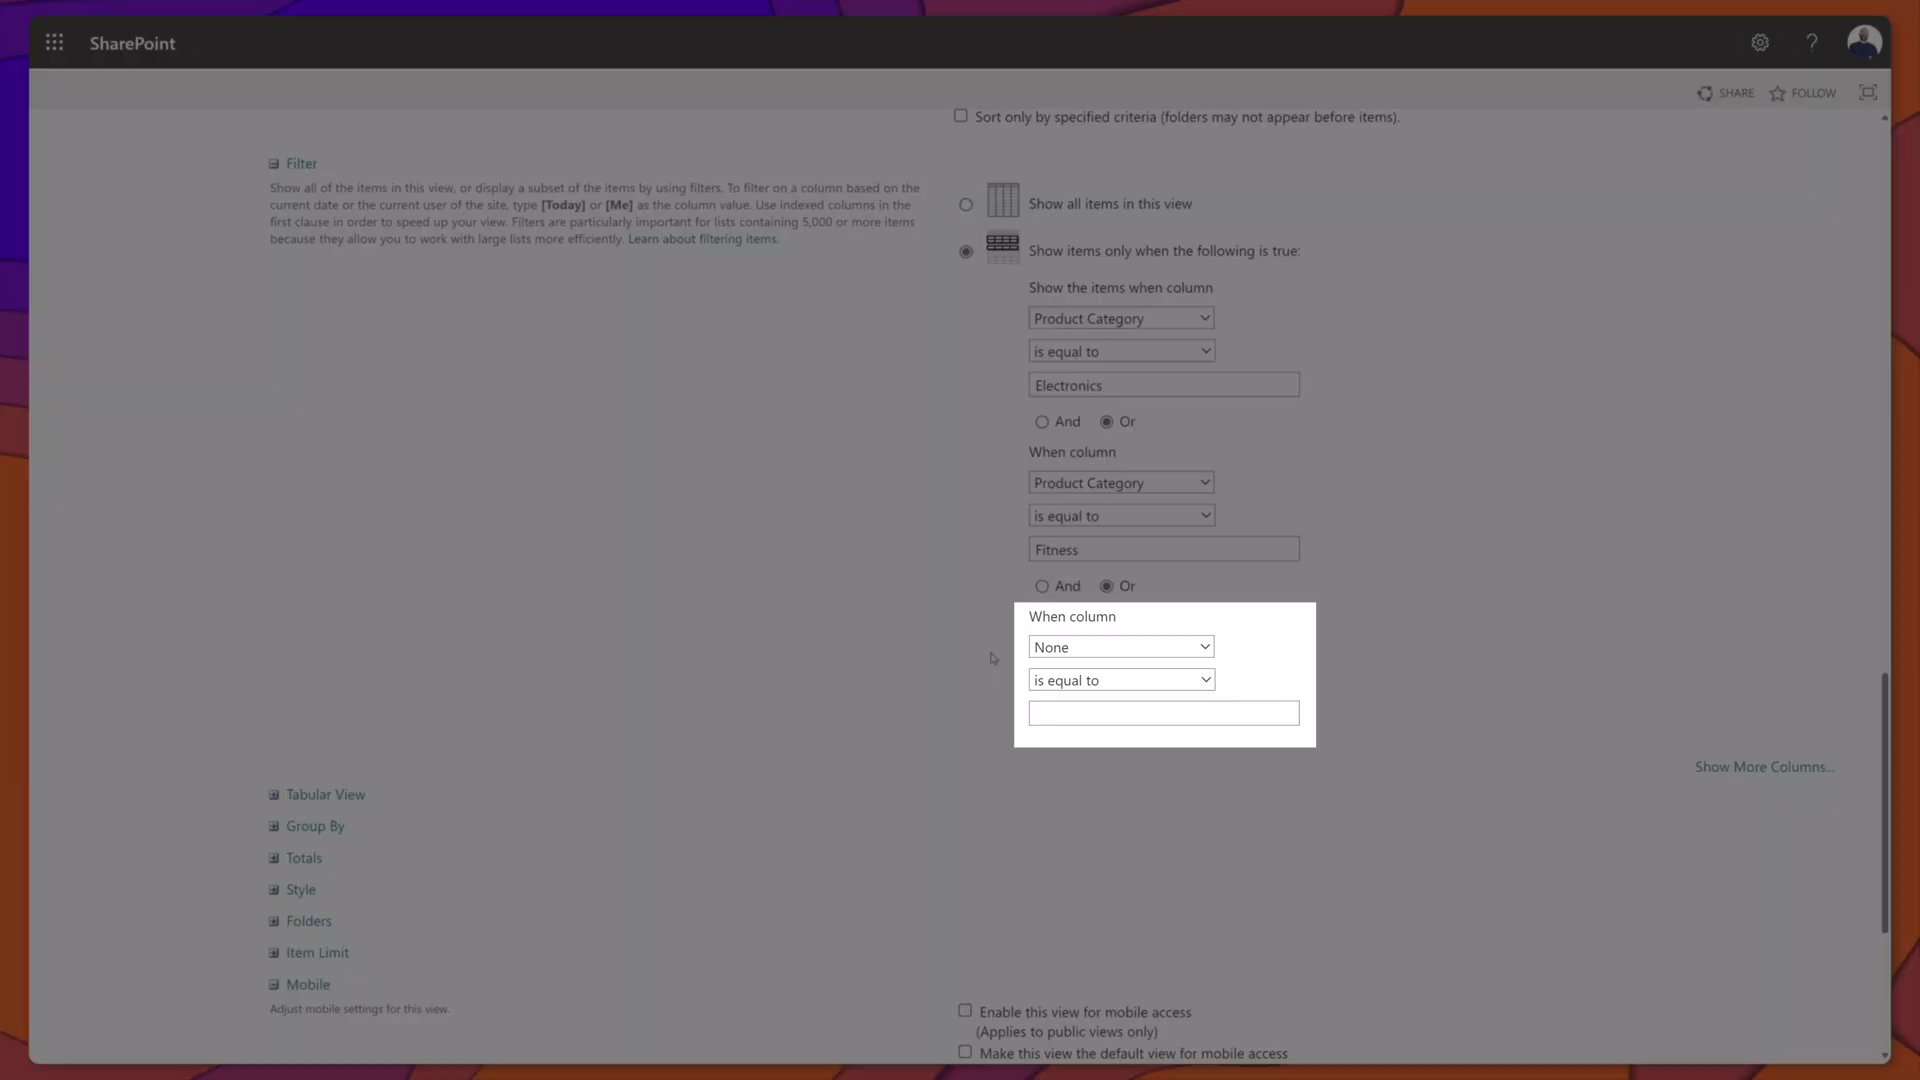 SharePoint
SHARE
FOLLOW
Sort only by specified criteria (folders may not appear before items).
Filter
Show all of the items in this view, or display a subset of the items by using filters. To filter on a column based on the
current date or the current user of the site, type [Today] or [Me] as the column value. Use indexed columns in the
first clause in order to speed up your view. Filters are particularly important for lists containing 5,000 or more items
because they allow you to work with large lists more efficiently. Learn about filtering items.
Show all items in this view
Show items only when the following is true:
Show the items when column
Product Category
is equal to
Electronics
And Or
When column
Product Category
is equal to
Fitness
And Or
When column
None
is equal to
Show More Columns...
Tabular View
Group By
Totals
Style
Folders
Item Limit
Mobile
Adjust mobile settings for this view.
Enable this view for mobile access
(Applies to public views only)
Make this view the default view for mobile access